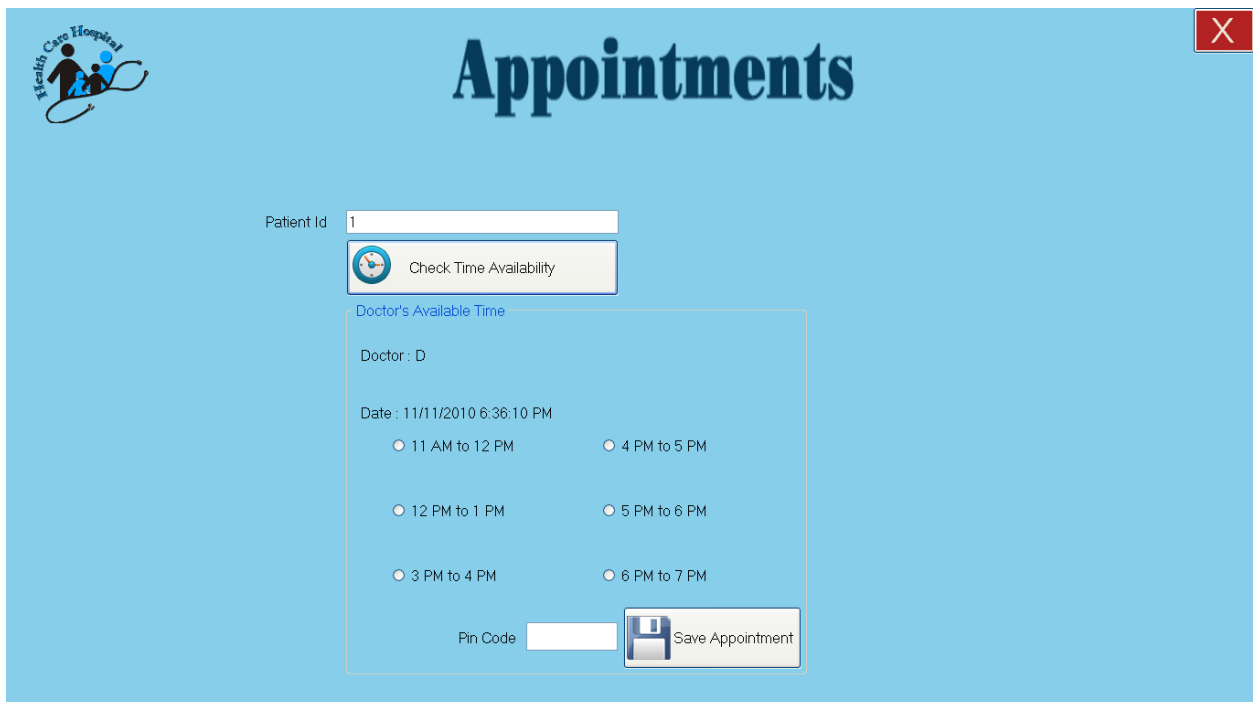 Health Care Hospital
X
Appointments
Patient Id 1
Check Time Availability
Doctor's Available Time
Doctor : D
Date : 11/11/2010 6:36:10 PM
11 AM to 12 PM 4 PM to 5 PM
12 PM to 1 PM 5 PM to 6 PM
3 PM to 4 PM 6 PM to 7 PM
Pin Code Save Appointment